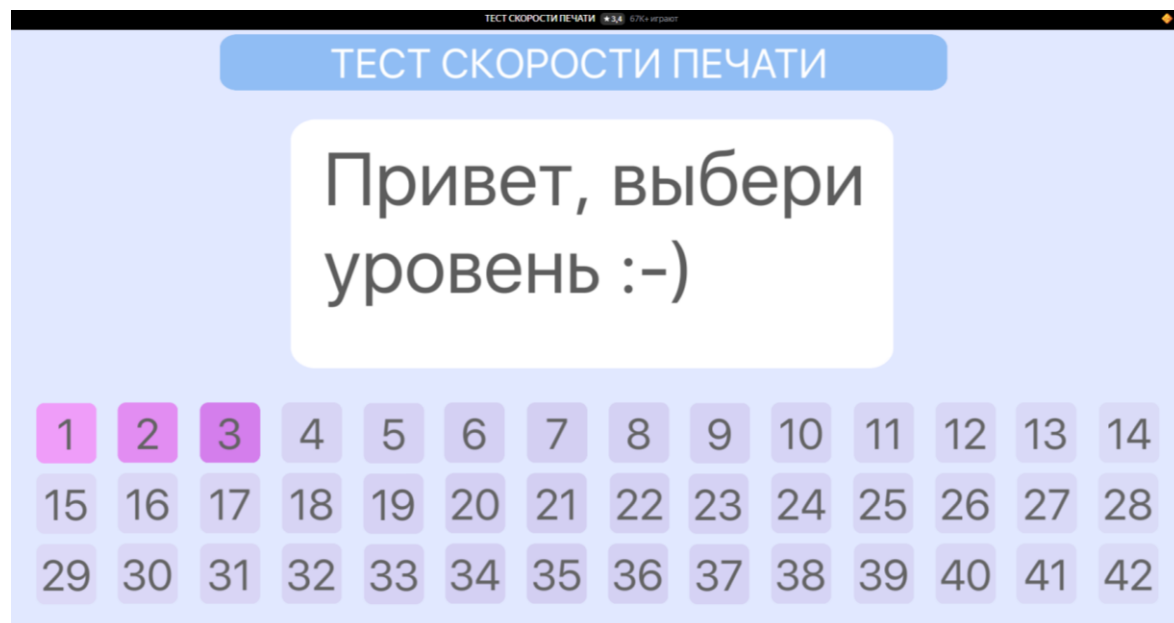 ТЕСТ СКОРОСТИ ПЕЧАТИ ★3,4 67K+ играют
ТЕСТ СКОРОСТИ ПЕЧАТИ
Привет, выбери
уровень :-)
1 2 3 4 5 6 7 8 9 10 11 12 13 14
15 16 17 18 19 20 21 22 23 24 25 26 27 28
29 30 31 32 33 34 35 36 37 38 39 40 41 42